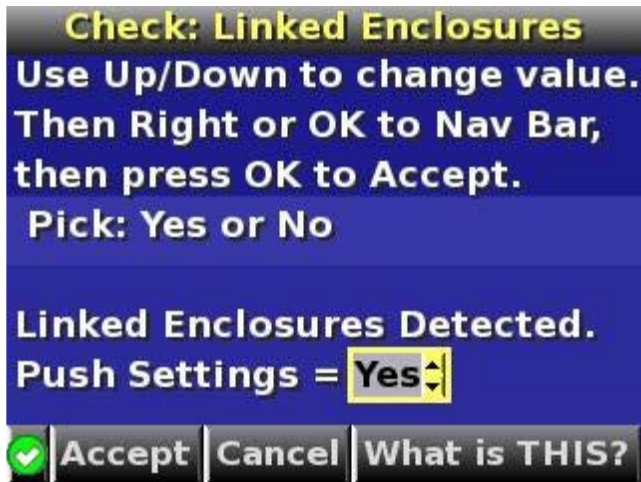 Check: Linked Enclosures
Use Up/Down to change value.
Then Right or OK to Nav Bar,
then press OK to Accept.
Pick: Yes or No
Linked Enclosures Detected.
Push Settings = Yes
Accept Cancel What is THIS?